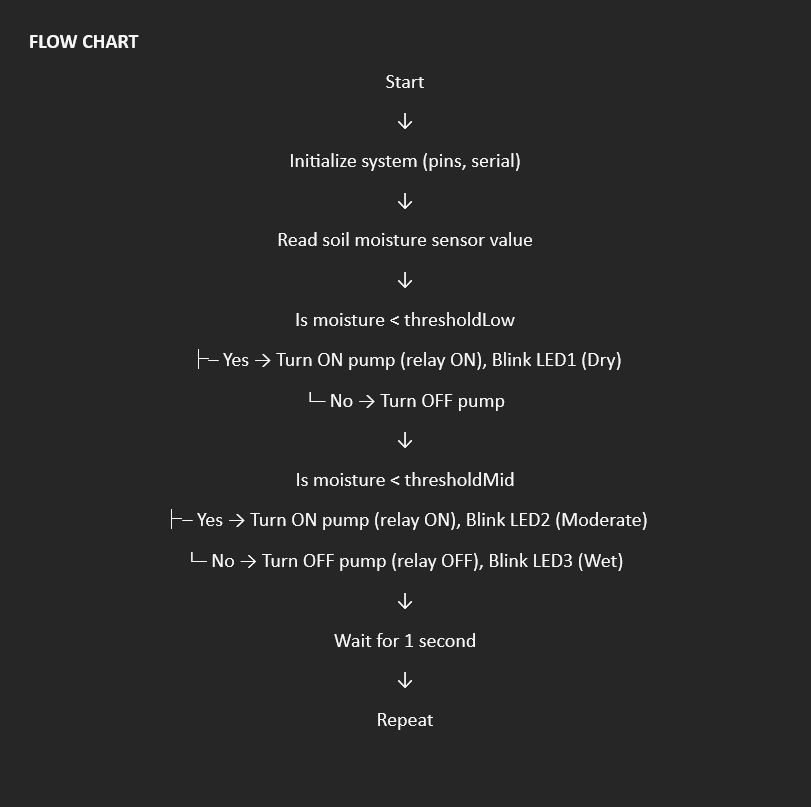 FLOW CHART
Start
↓
Initialize system (pins, serial)
↓
Read soil moisture sensor value
↓
Is moisture < thresholdLow
├─ Yes → Turn ON pump (relay ON), Blink LED1 (Dry)
└─ No → Turn OFF pump
↓
Is moisture < thresholdMid
├─ Yes → Turn ON pump (relay ON), Blink LED2 (Moderate)
└─ No → Turn OFF pump (relay OFF), Blink LED3 (Wet)
↓
Wait for 1 second
↓
Repeat